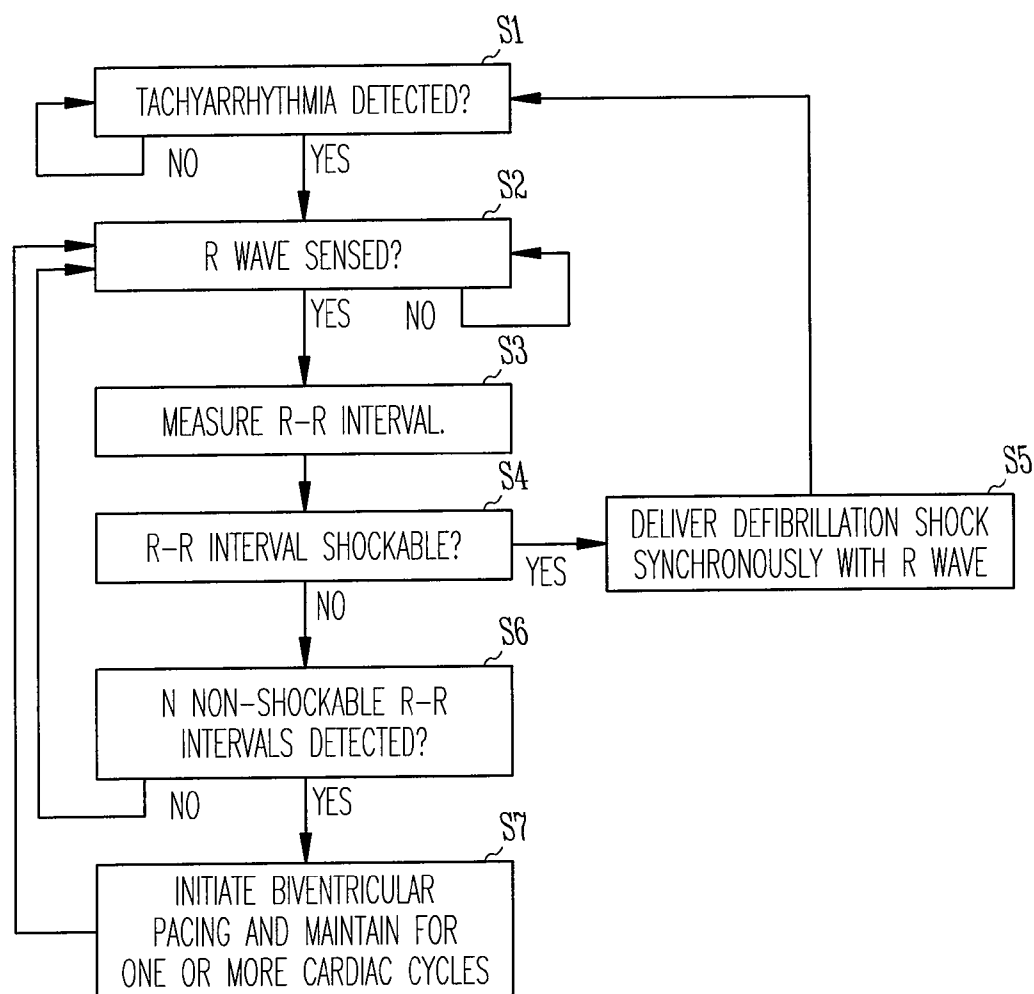 S1
TACHYARRHYTHMIA DETECTED?
NO
YES
S2
R WAVE SENSED?
YES
NO
S3
MEASURE R-R INTERVAL.
S4
R-R INTERVAL SHOCKABLE?
YES
NO
S5
DELIVER DEFIBRILLATION SHOCK
SYNCHRONOUSLY WITH R WAVE
S6
N NON-SHOCKABLE R-R
INTERVALS DETECTED?
NO
YES
S7
INITIATE BIVENTRICULAR
PACING AND MAINTAIN FOR
ONE OR MORE CARDIAC CYCLES